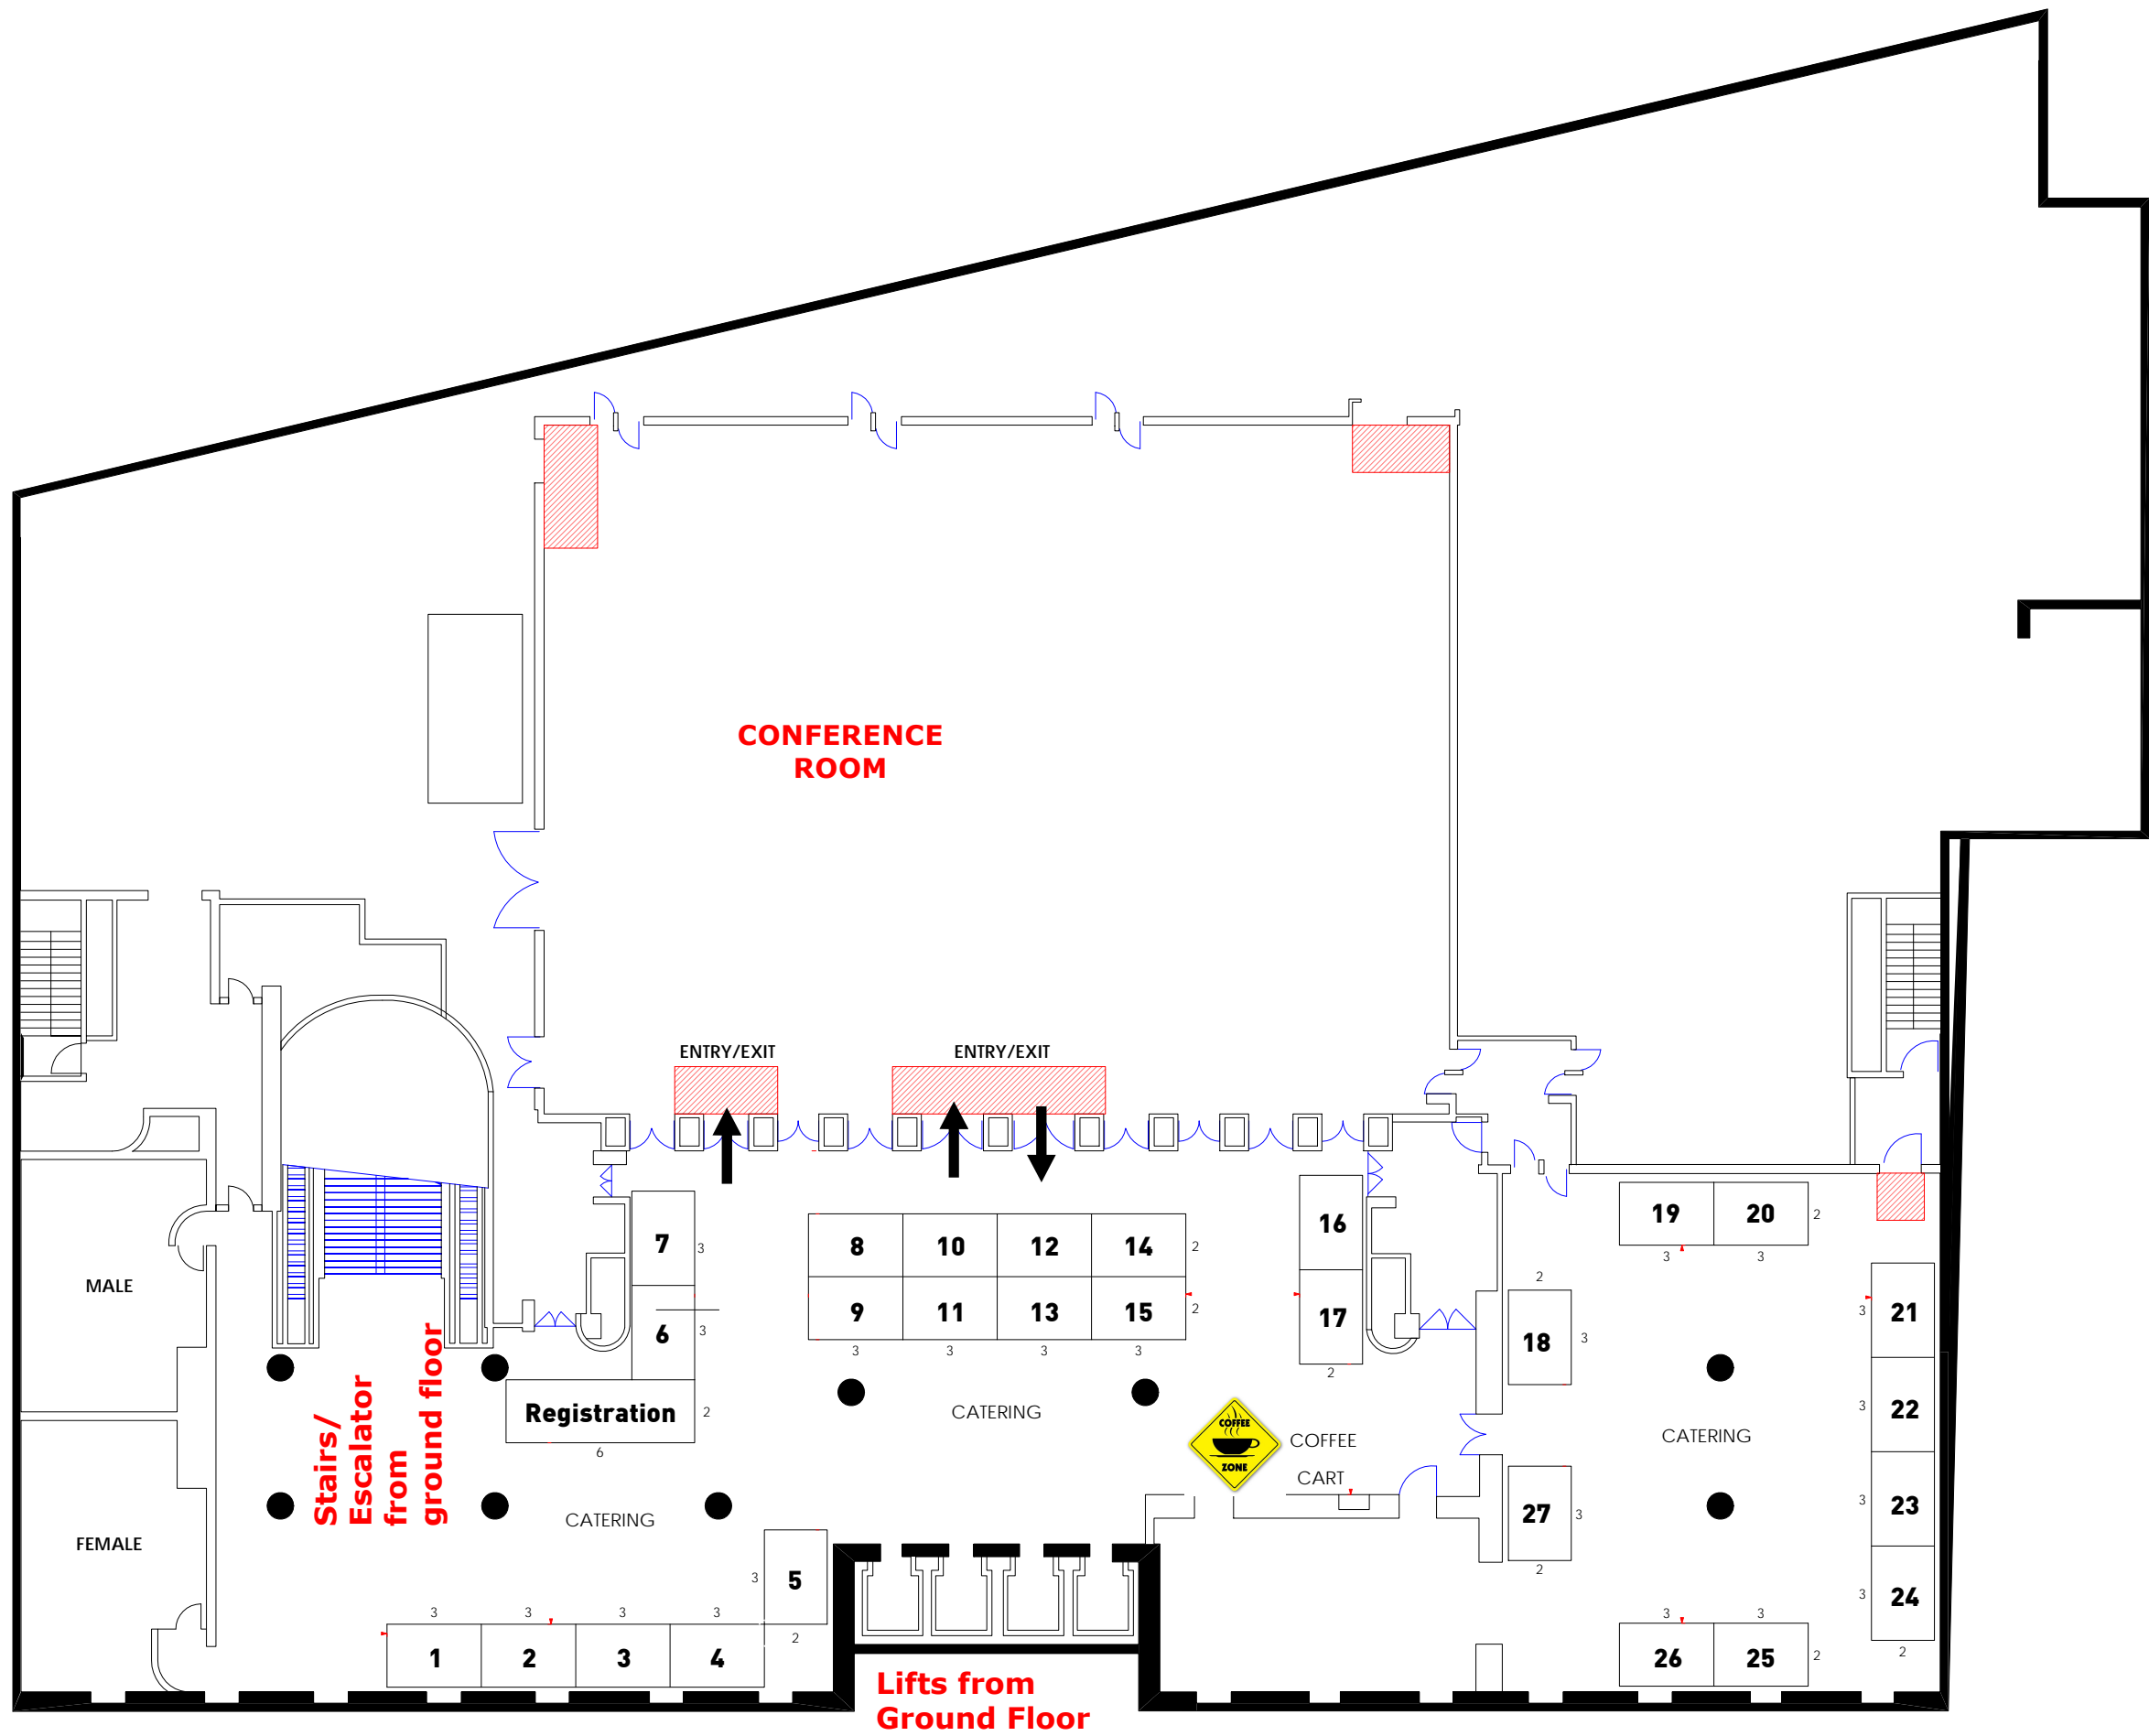 CONFERENCE
ROOM
ENTRY/EXIT
ENTRY/EXIT
MALE
FEMALE
Stairs/
Escalator
from
ground floor
7
3
6
3
Registration
2
6
CATERING
8
10
12
14
2
9
11
13
15
2
3
3
3
3
CATERING
16
17
2
COFFEE
ZONE
COFFEE
CART
5
3
2
3
3
3
3
1
2
3
4
Lifts from
Ground Floor
19
20
2
3
3
2
18
3
CATERING
27
3
2
21
3
22
3
23
3
24
3
2
3
3
26
25
2